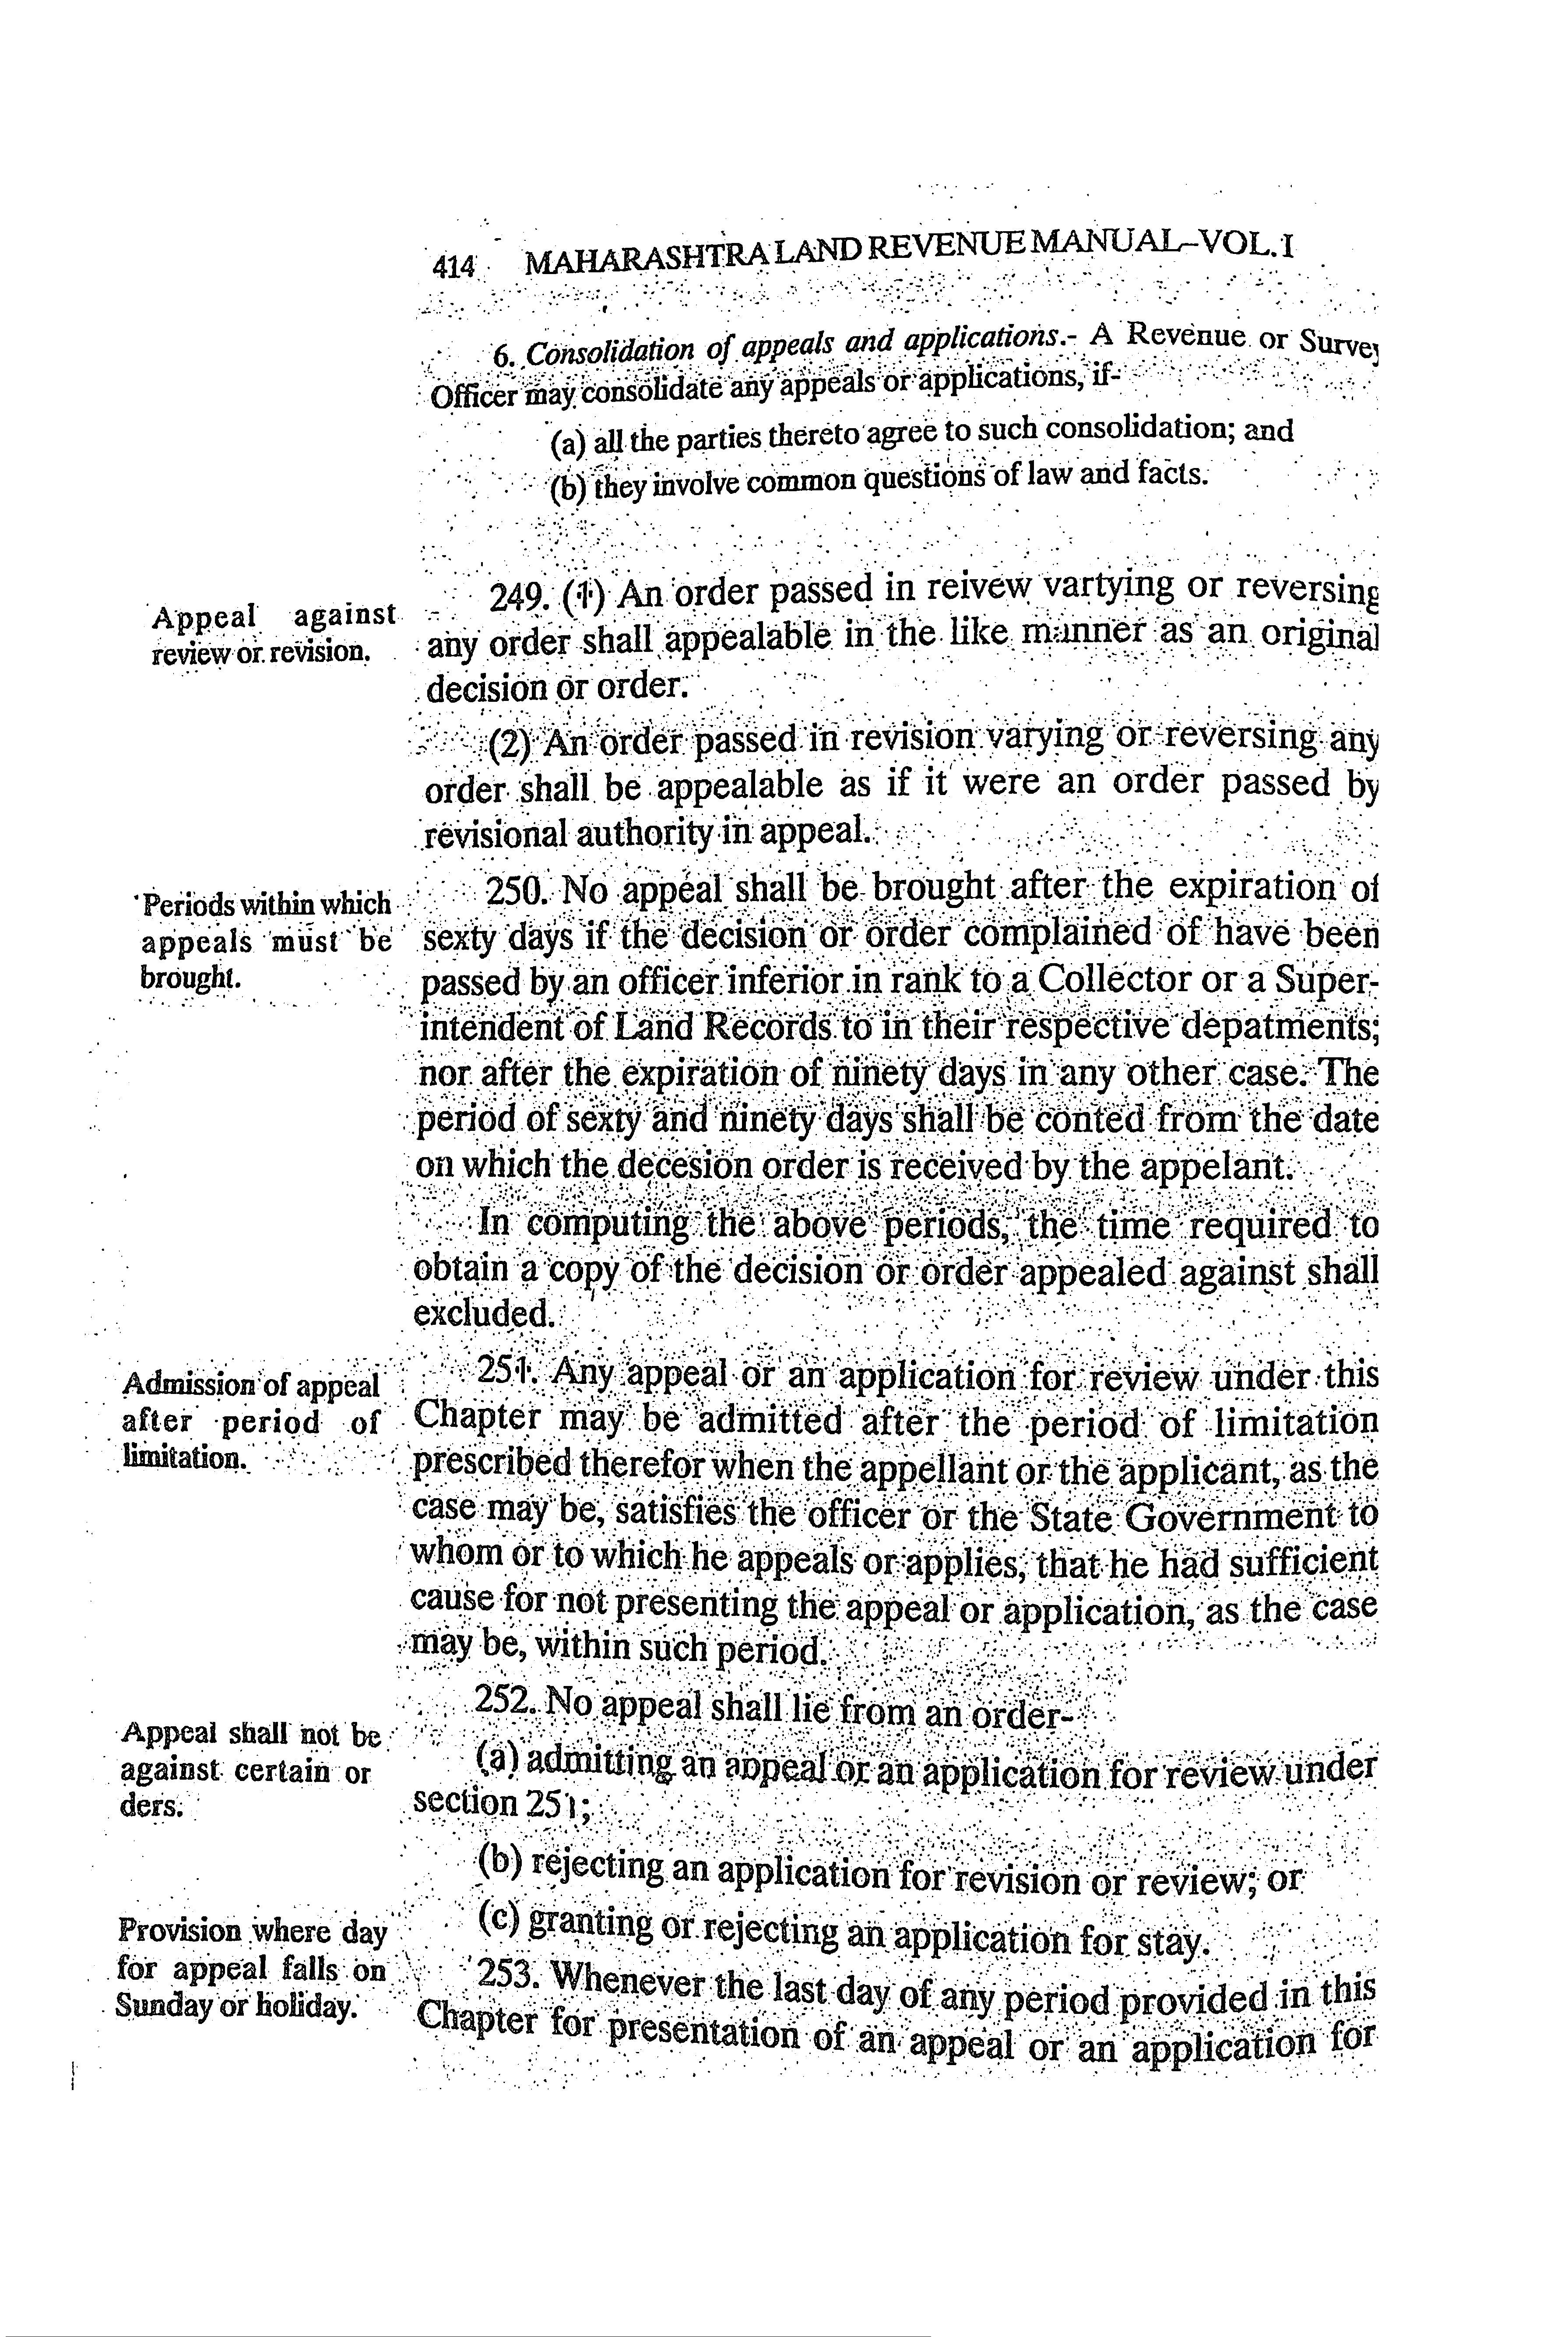 414 MAHARASHTRA LAND REVENUE MANUAL–VOL. I
6. Consolidation of appeals and applications.- A Revenue or Survey
Officer may consolidate any appeals or applications, if-
(a) all the parties thereto agree to such consolidation; and
(b) they involve common questions of law and facts.
Appeal against
review or revision.
249. (1) An order passed in reivew vartying or reversing
any order shall appealable in the like manner as an original
decision or order.
(2) An order passed in revision varying or reversing any
order shall be appealable as if it were an order passed by
revisional authority in appeal.
Periods within which
appeals must be
brought.
250. No appeal shall be brought after the expiration of
sexty days if the decision or order complained of have been
passed by an officer inferior in rank to a Collector or a Super-
intendent of Land Records to in their respective depatments;
nor after the expiration of ninety days in any other case. The
period of sexty and ninety days shall be conted from the date
on which the decesion order is received by the appelant.
In computing the above periods, the time required to
obtain a copy of the decision or order appealed against shall
excluded.
Admission of appeal
after period of
limitation.
251. Any appeal or an application for review under this
Chapter may be admitted after the period of limitation
prescribed therefor when the appellant or the applicant, as the
case may be, satisfies the officer or the State Government to
whom or to which he appeals or applies, that he had sufficient
cause for not presenting the appeal or application, as the case
may be, within such period.
Appeal shall not be
against certain or
ders.
252. No appeal shall lie from an order-
(a) admitting an appeal or an application for review under
section 251;
(b) rejecting an application for revision or review; or
(c) granting or rejecting an application for stay.
Provision where day
for appeal falls on
Sunday or holiday.
253. Whenever the last day of any period provided in this
Chapter for presentation of an appeal or an application for